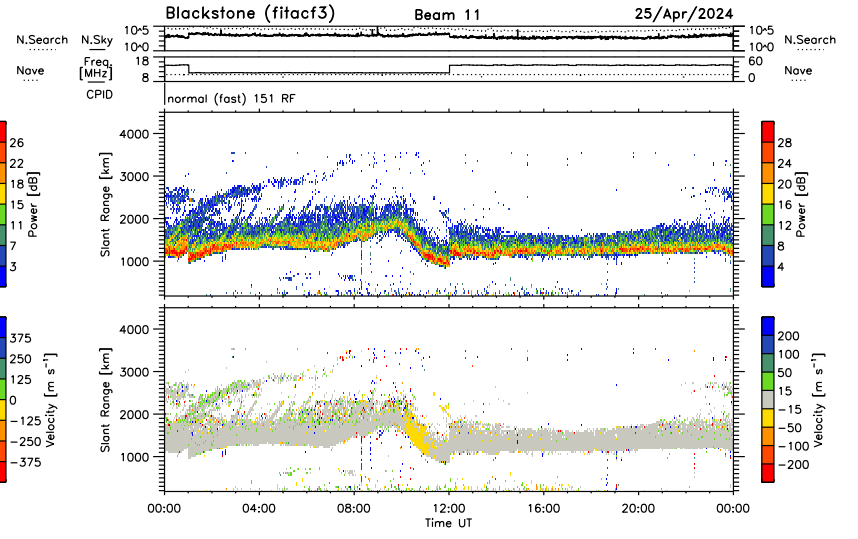 Blackstone (fitacf3) Beam 11 25/Apr/2024
N.Search N.Sky 10^5 10^0 10^5 10^0 N.Search
Nave Freq. [MHz] 18 8 60 0 Nave
CPID normal (fast) 151 RF
Power [dB] 26 22 18 15 11 7 3
Slant Range [km] 4000 3000 2000 1000
28 24 20 16 12 8 4 Power [dB]
Velocity [m s⁻¹] 375 250 125 0 −125 −250 −375
Slant Range [km] 4000 3000 2000 1000
200 100 50 15 −15 −50 −100 −200 Velocity [m s⁻¹]
00:00 04:00 08:00 12:00 16:00 20:00 00:00
Time UT